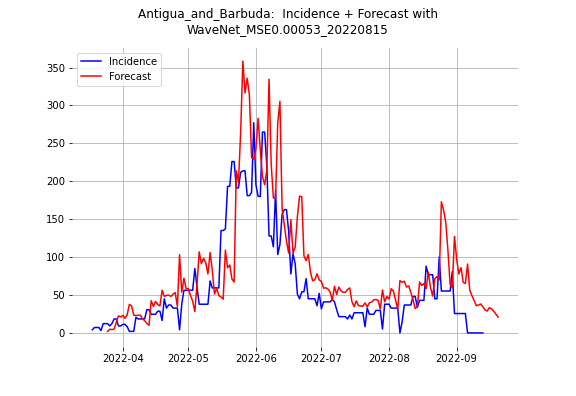 Antigua_and_Barbuda:  Incidence + Forecast with
WaveNet_MSE0.00053_20220815
Incidence
Forecast
350
300
250
200
150
100
50
0
2022-04 2022-05 2022-06 2022-07 2022-08 2022-09